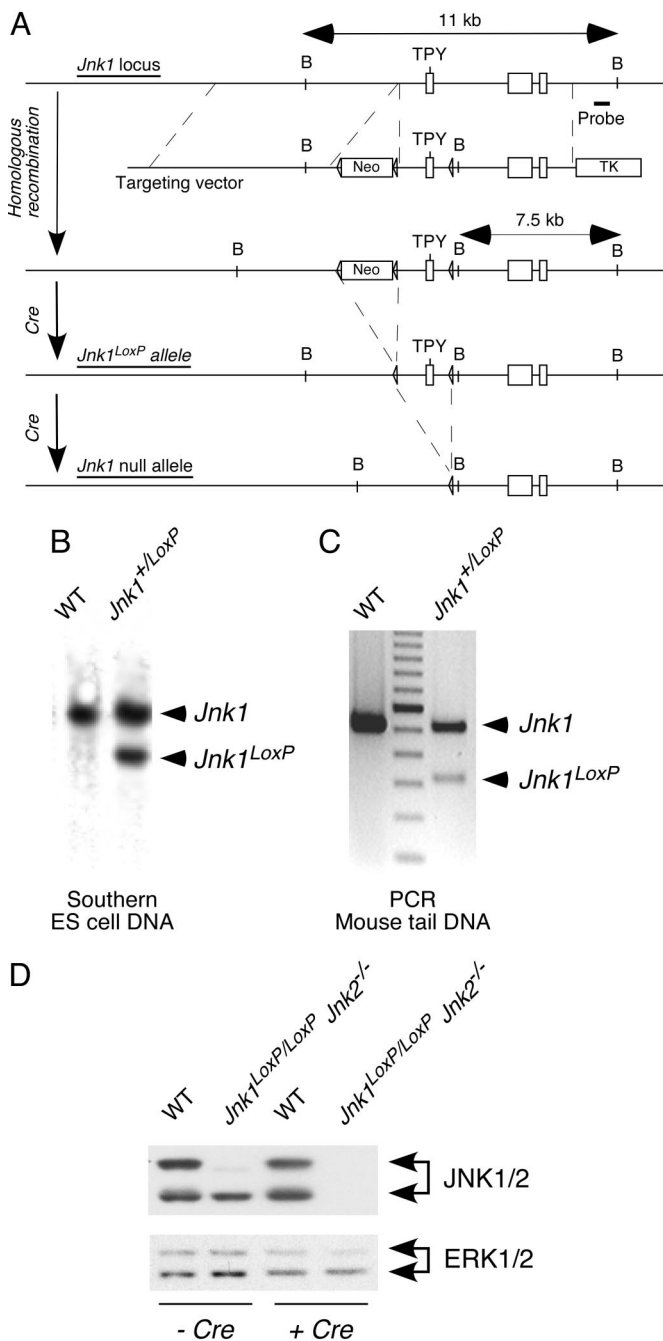 A
11 kb
Jnk1 locus
B
TPY
B
Probe
Homologous
recombination
B
Neo
TPY
B
TK
Targeting vector
7.5 kb
B
Neo
TPY
B
B
Cre
Jnk1LoxP allele
B
TPY
B
B
Cre
Jnk1 null allele
B
B
B
B
WT
Jnk1+/LoxP
Jnk1
Jnk1LoxP
Southern
ES cell DNA
C
WT
Jnk1+/LoxP
Jnk1
Jnk1LoxP
PCR
Mouse tail DNA
D
WT
Jnk1LoxP/LoxP Jnk2-/-
WT
Jnk1LoxP/LoxP Jnk2-/-
JNK1/2
ERK1/2
- Cre
+ Cre